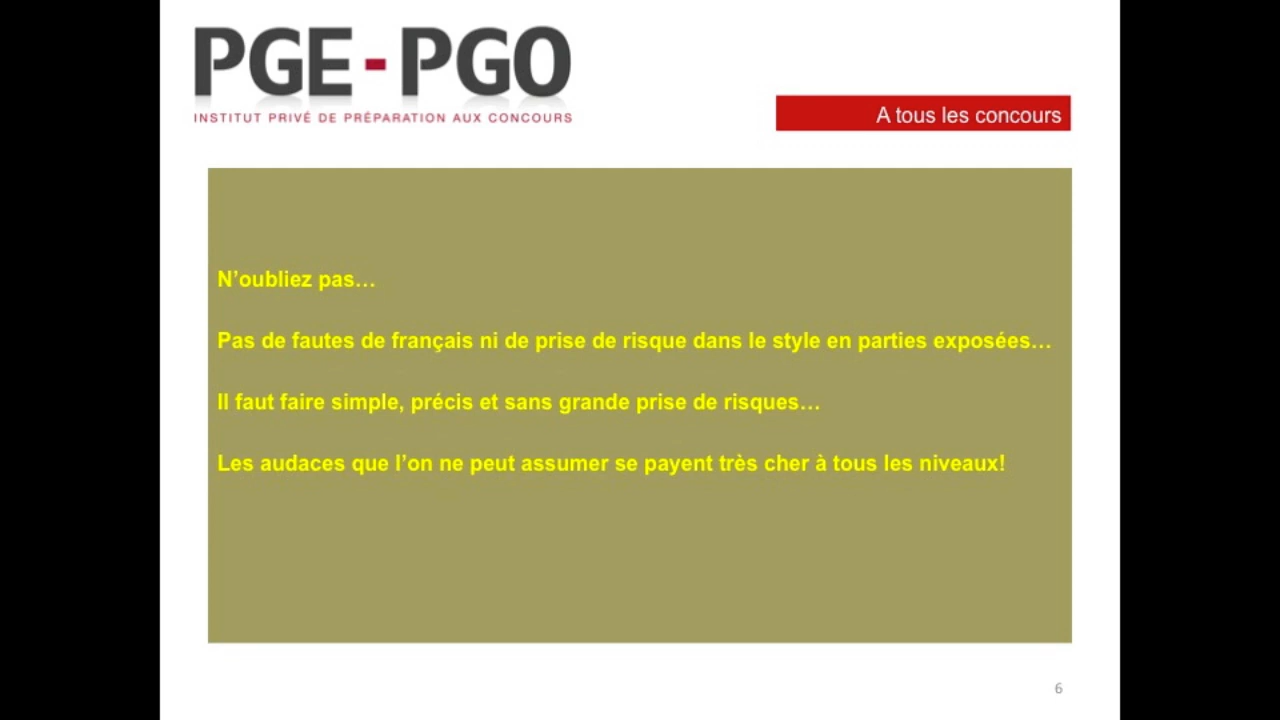 PGE-PGO
INSTITUT PRIVÉ DE PRÉPARATION AUX CONCOURS
A tous les concours
N’oubliez pas…
Pas de fautes de français ni de prise de risque dans le style en parties exposées…
Il faut faire simple, précis et sans grande prise de risques…
Les audaces que l’on ne peut assumer se payent très cher à tous les niveaux!
6